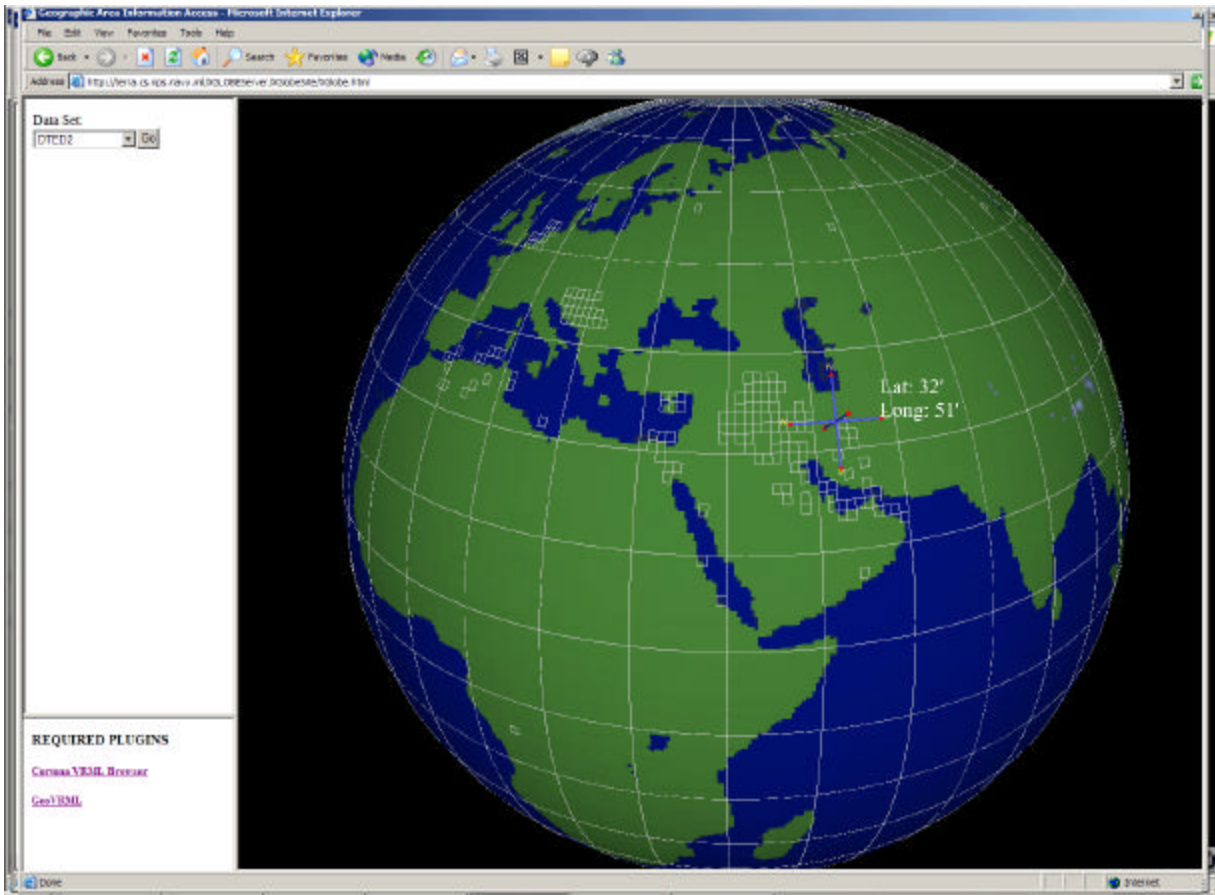 Geographic Area Information Access - Microsoft Internet Explorer
File Edit View Favorites Tools Help
Back Search Favorites Media
Address
Data Set:
DTED2 Go
Lat: 32'
Long: 51'
REQUIRED PLUGINS
Cortona VRML Browser
GeoVRML
Done Internet